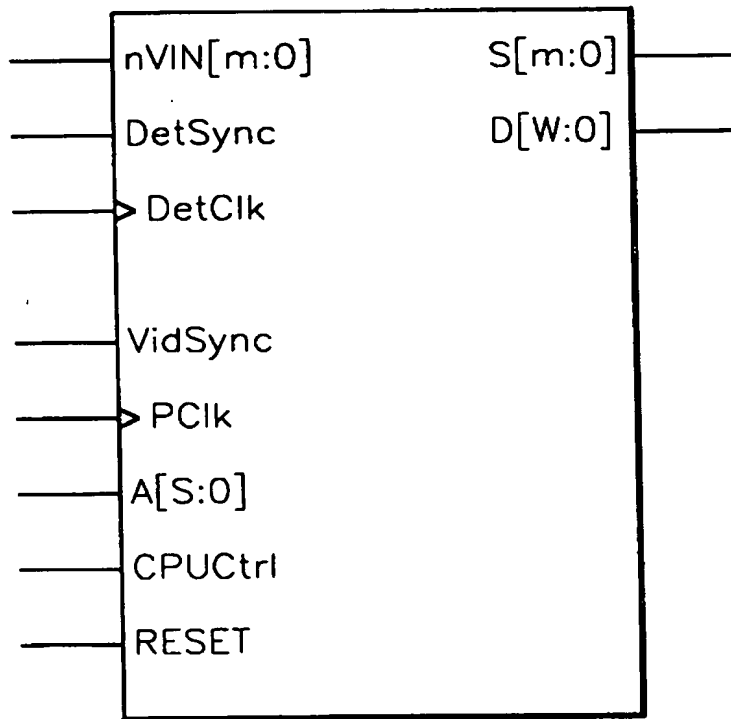 nVIN[m:0] S[m:0]
DetSync D[W:0]
DetClk
VidSync
PClk
A[S:0]
CPUCtrl
RESET